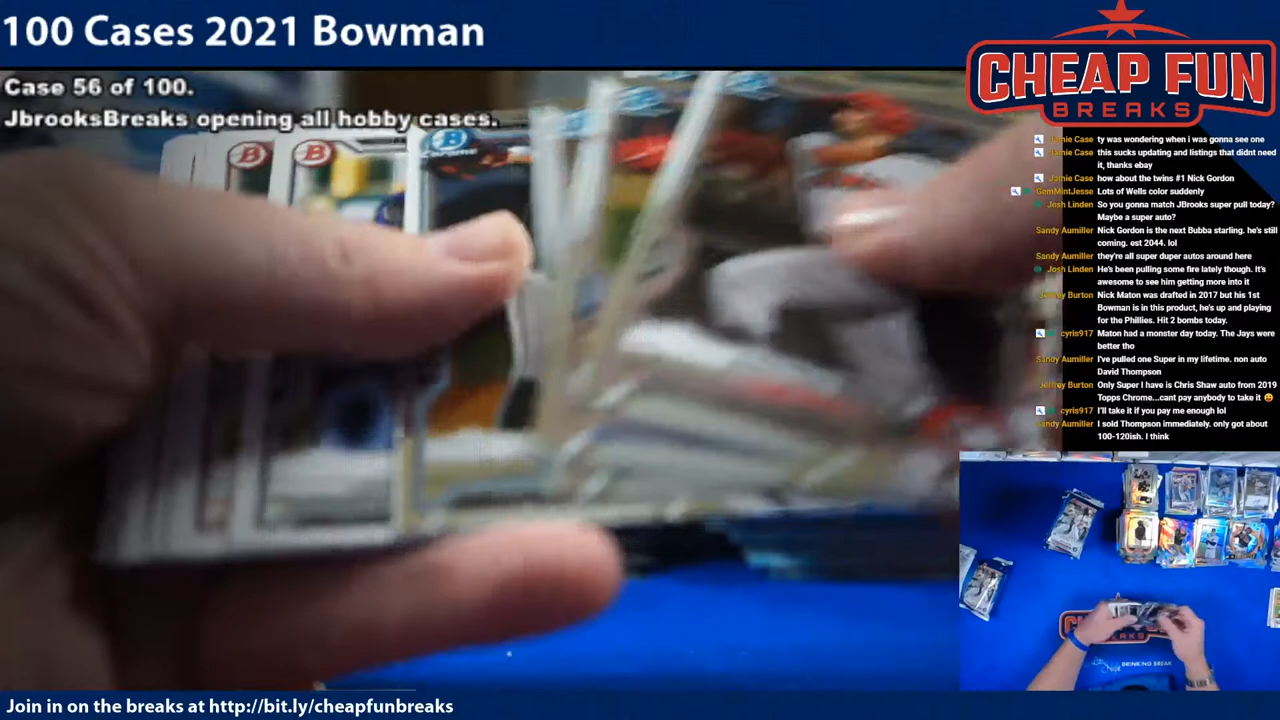 100 Cases 2021 Bowman
Case 56 of 100.
JbrooksBreaks opening all hobby cases.
CHEAP FUN
BREAKS
Jamie Case ty was wondering when i was gonna see one
Jamie Case this sucks updating and listings that didnt need
it, thanks ebay
Jamie Case how about the twins #1 Nick Gordon
GemMintJesse Lots of Wells color suddenly
Josh Linden So you gonna match JBrooks super pull today?
Maybe a super auto?
Sandy Aumiller Nick Gordon is the next Bubba starling. he's still
coming. est 2044. lol
Sandy Aumiller they're all super duper autos around here
Josh Linden He's been pulling some fire lately though. It's
awesome to see him getting more into it
Jeffrey Burton Nick Maton was drafted in 2017 but his 1st
Bowman is in this product, he's up and playing
for the Phillies. Hit 2 bombs today.
cyris917 Maton had a monster day today. The Jays were
better tho
Sandy Aumiller I've pulled one Super in my lifetime. non auto
David Thompson
Jeffrey Burton Only Super I have is Chris Shaw auto from 2019
Topps Chrome...cant pay anybody to take it 😀
cyris917 I'll take it if you pay me enough lol
Sandy Aumiller I sold Thompson immediately. only got about
100-120ish. I think
B
B
B
Chrome
CHEAP FUN
BREAKS
DRINKING BREAK
Join in on the breaks at http://bit.ly/cheapfunbreaks